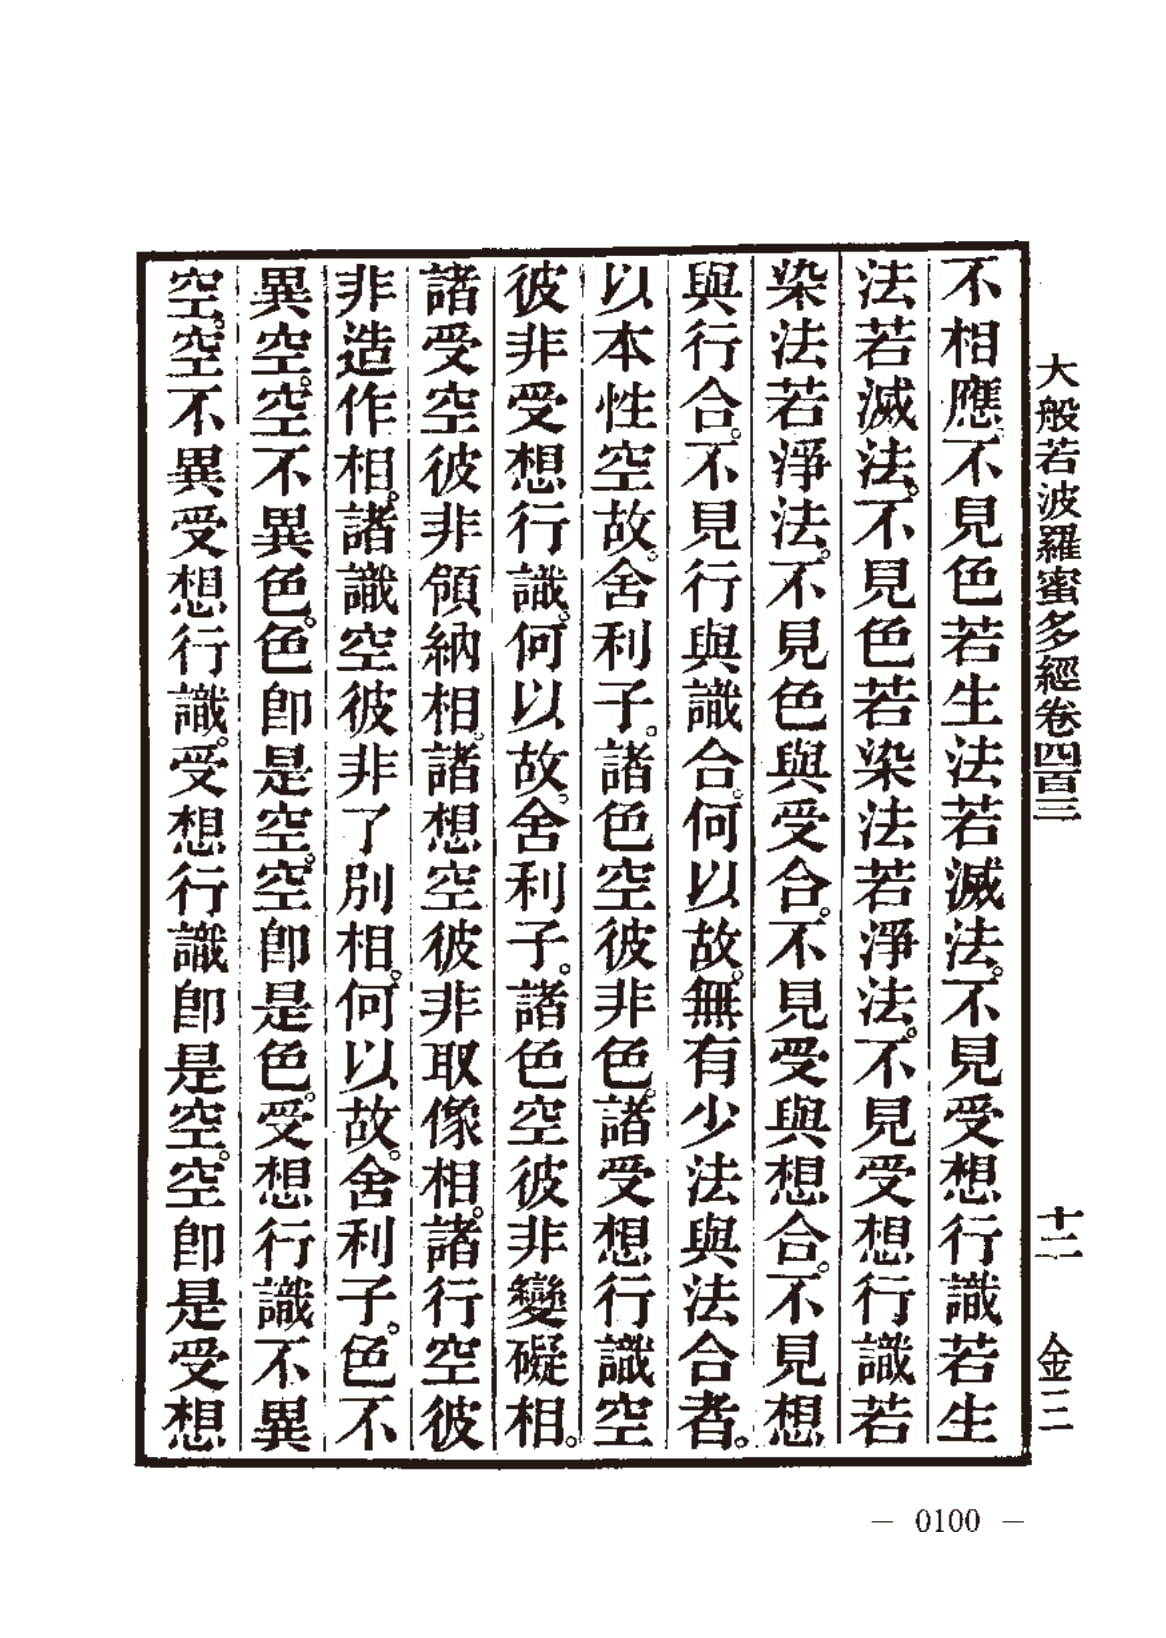 大般若波羅蜜多經卷四百三 十二 金三
不相應不見色若生法若滅法。不見受想行識若生
法若滅法。不見色若染法若淨法。不見受想行識若
染法若淨法。不見色與受合。不見受與想合。不見想
與行合。不見行與識合。何以故。無有少法與法合者。
以本性空故。舍利子。諸色空彼非色。諸受想行識空
彼非受想行識。何以故。舍利子。諸色空彼非變礙相。
諸受空彼非領納相。諸想空彼非取像相。諸行空彼
非造作相。諸識空彼非了別相。何以故。舍利子。色不
異空。空不異色。色卽是空。空卽是色。受想行識不異
空。空不異受想行識。受想行識卽是空。空卽是受想
— 0100 —